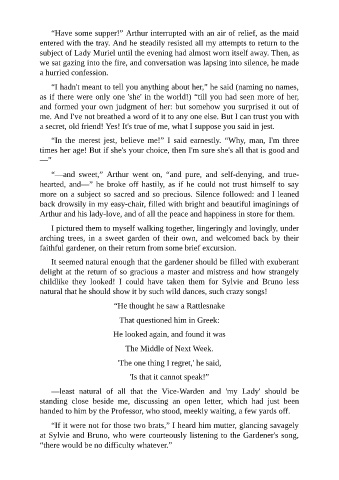 “Have some supper!” Arthur interrupted with an air of relief, as the maid
entered with the tray. And he steadily resisted all my attempts to return to the
subject of Lady Muriel until the evening had almost worn itself away. Then, as
we sat gazing into the fire, and conversation was lapsing into silence, he made
a hurried confession.
“I hadn't meant to tell you anything about her,” he said (naming no names,
as if there were only one 'she' in the world!) “till you had seen more of her,
and formed your own judgment of her: but somehow you surprised it out of
me. And I've not breathed a word of it to any one else. But I can trust you with
a secret, old friend! Yes! It's true of me, what I suppose you said in jest.
“In the merest jest, believe me!” I said earnestly. “Why, man, I'm three
times her age! But if she's your choice, then I'm sure she's all that is good and
—”
“—and sweet,” Arthur went on, “and pure, and self-denying, and true-
hearted, and—” he broke off hastily, as if he could not trust himself to say
more on a subject so sacred and so precious. Silence followed: and I leaned
back drowsily in my easy-chair, filled with bright and beautiful imaginings of
Arthur and his lady-love, and of all the peace and happiness in store for them.
I pictured them to myself walking together, lingeringly and lovingly, under
arching trees, in a sweet garden of their own, and welcomed back by their
faithful gardener, on their return from some brief excursion.
It seemed natural enough that the gardener should be filled with exuberant
delight at the return of so gracious a master and mistress and how strangely
childlike they looked! I could have taken them for Sylvie and Bruno less
natural that he should show it by such wild dances, such crazy songs!
“He thought he saw a Rattlesnake
That questioned him in Greek:
He looked again, and found it was
The Middle of Next Week.
'The one thing I regret,' he said,
'Is that it cannot speak!”
—least natural of all that the Vice-Warden and 'my Lady' should be
standing close beside me, discussing an open letter, which had just been
handed to him by the Professor, who stood, meekly waiting, a few yards off.
“If it were not for those two brats,” I heard him mutter, glancing savagely
at Sylvie and Bruno, who were courteously listening to the Gardener's song,
“there would be no difficulty whatever.”